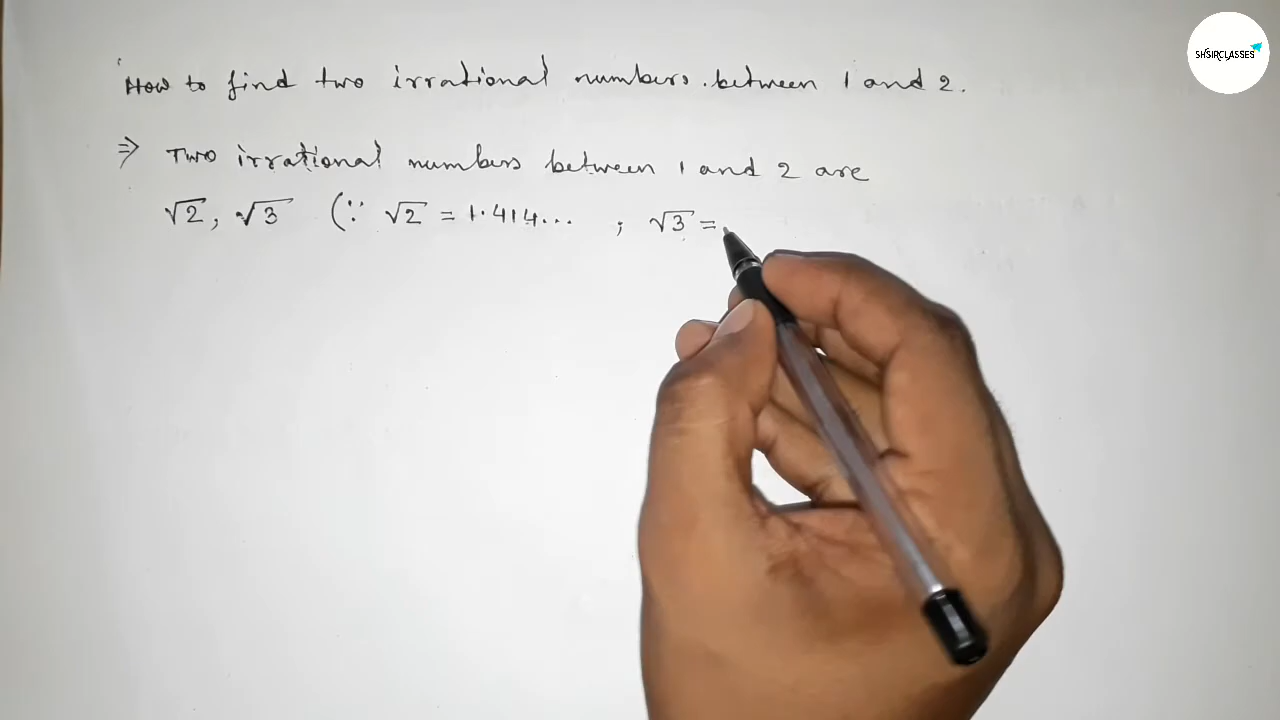 How to find two irrational numbers. between 1 and 2.
⇒ Two irrational numbers between 1 and 2 are
√2, √3 (∵ √2 = 1.414... ; √3 =
SHSIRCLASSES